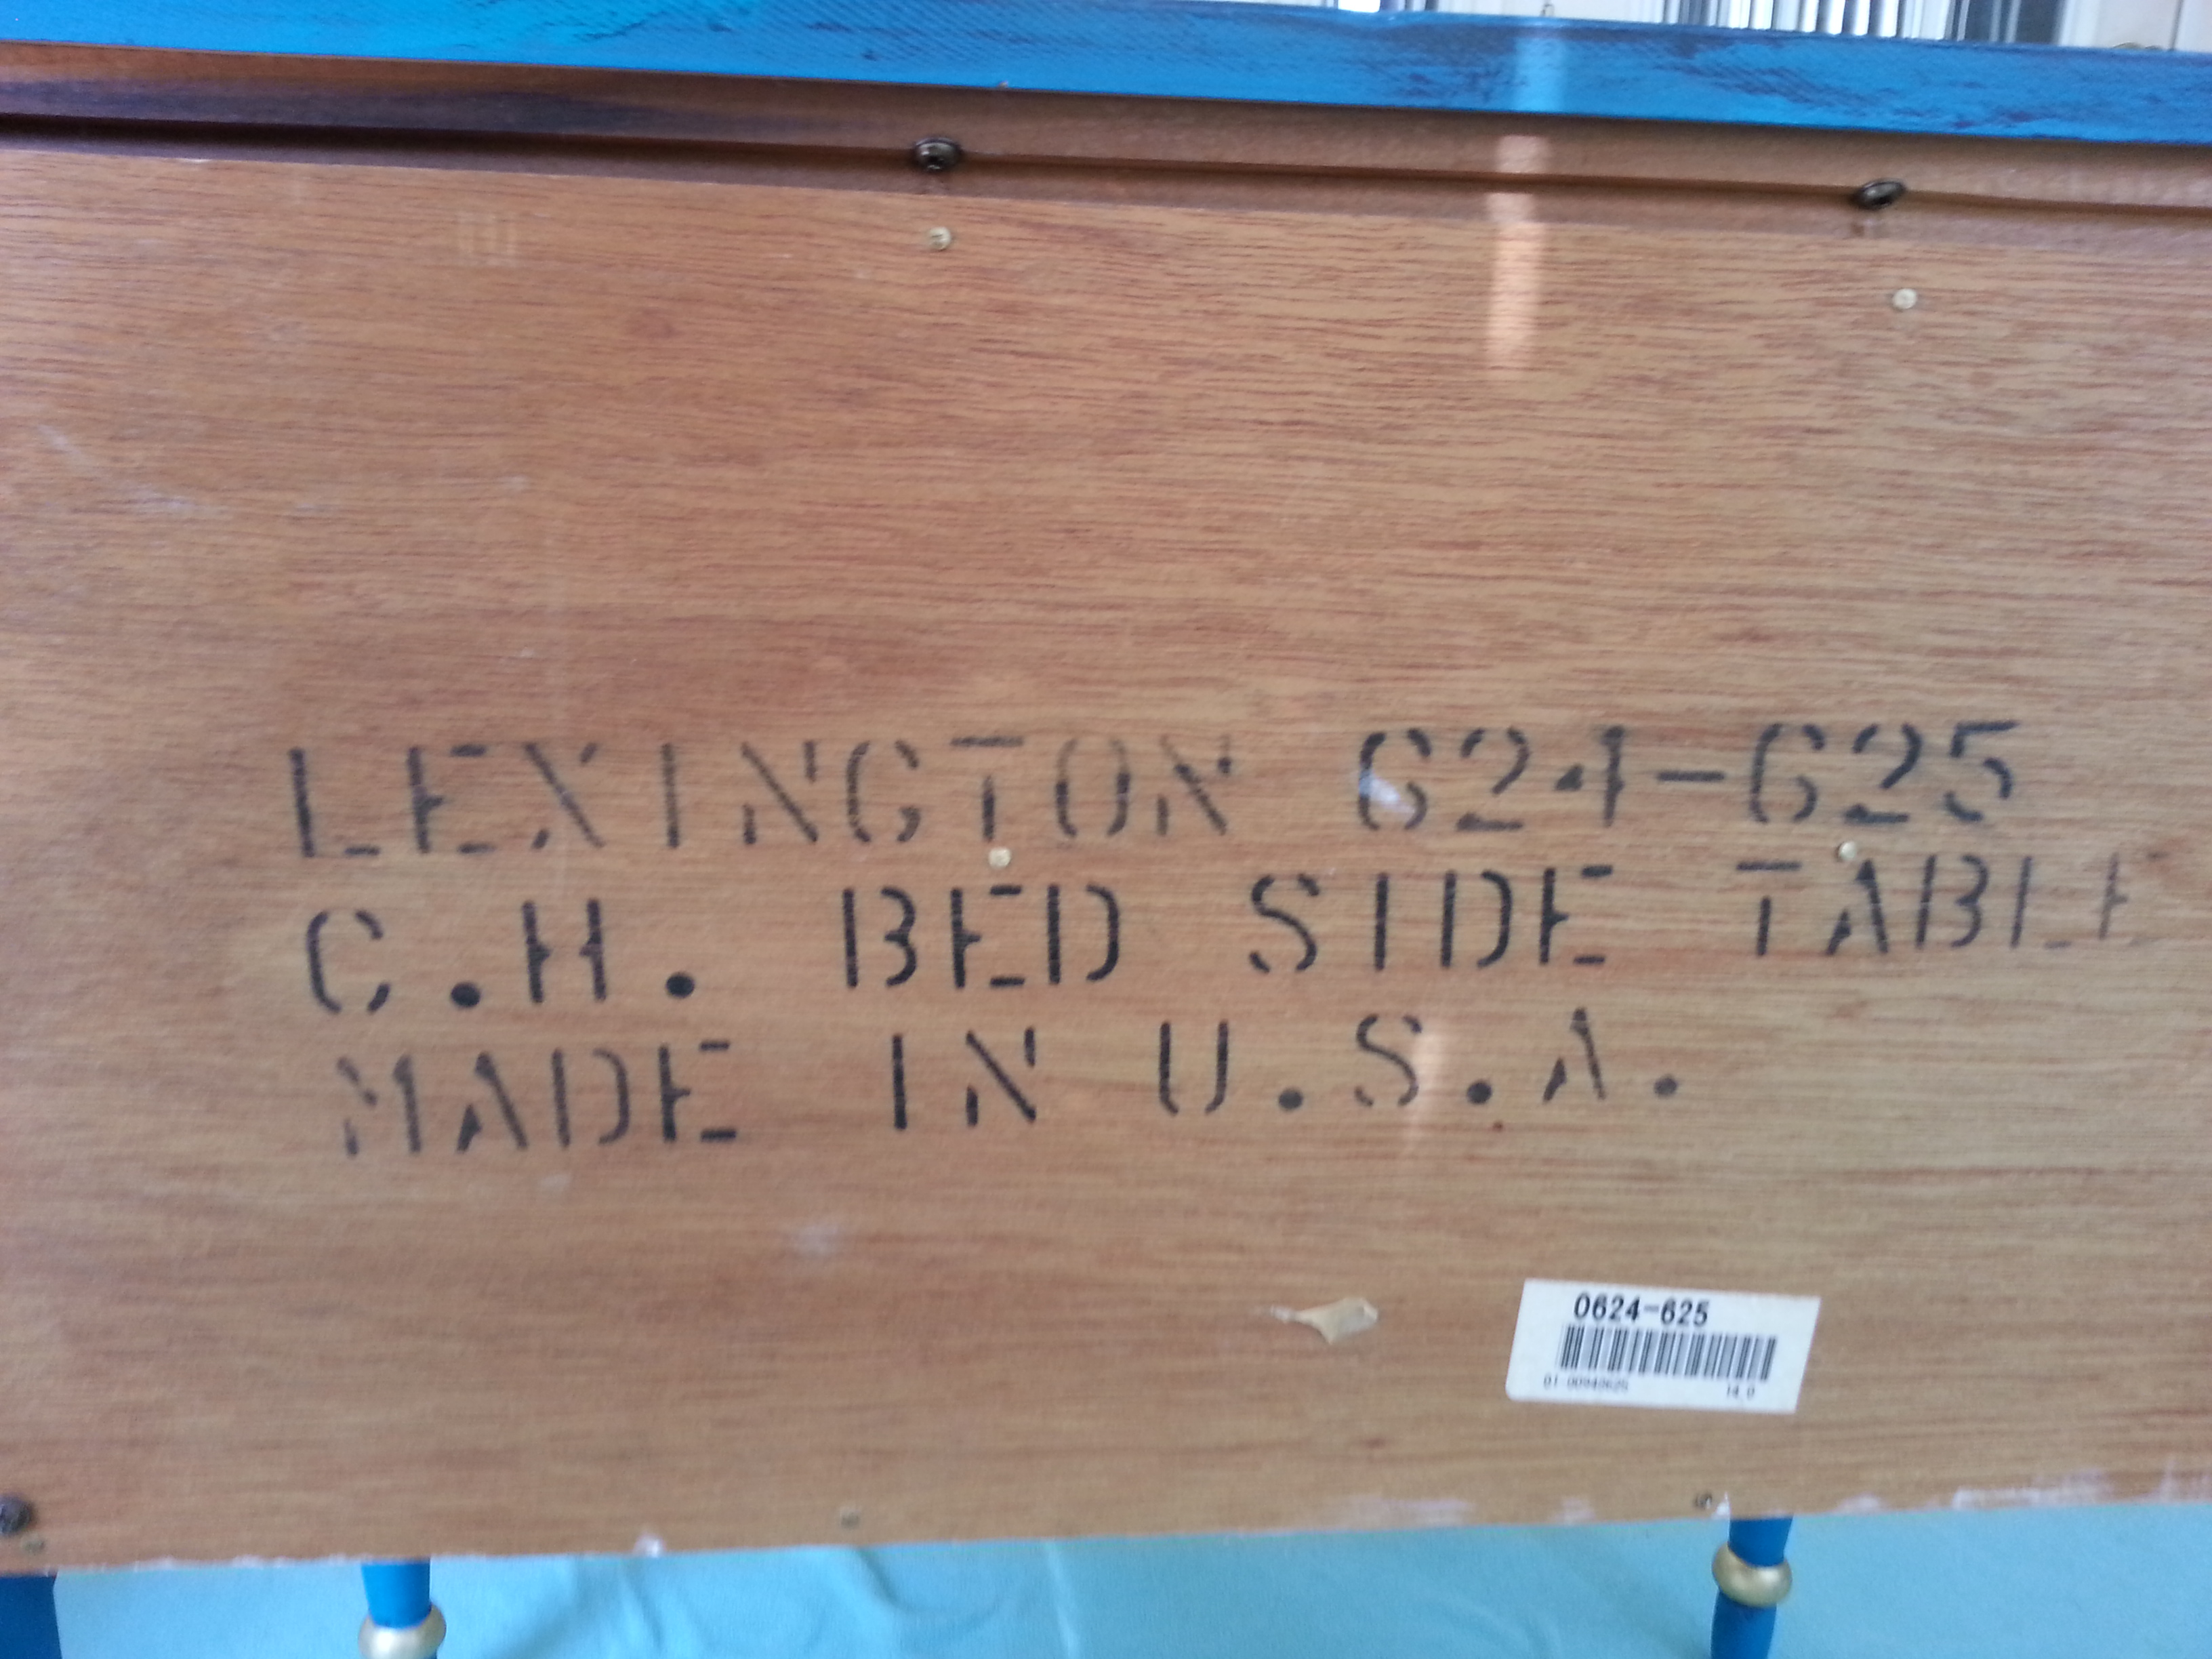 LEXINGTON 624-625
C.H. BED SIDE TABLE
MADE IN U.S.A.
0624-625